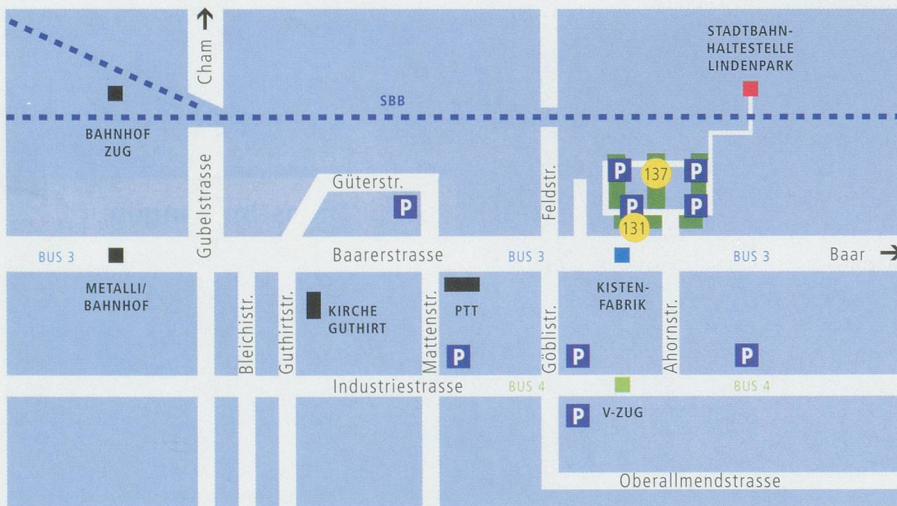 Cham
STADTBAHN-
HALTESTELLE
LINDENPARK
SBB
BAHNHOF
ZUG
Gubelstrasse
Güterstr.
P
Feldstr.
P
137
P
P
131
P
BUS 3
Baarerstrasse
BUS 3
BUS 3
Baar
METALLI/
BAHNHOF
Bleichistr.
Guthirtstr.
KIRCHE
GUTHIRT
Mattenstr.
PTT
P
Göblistr.
KISTEN-
FABRIK
P
Ahornstr.
P
Industriestrasse
BUS 4
BUS 4
P
V-ZUG
Oberallmendstrasse